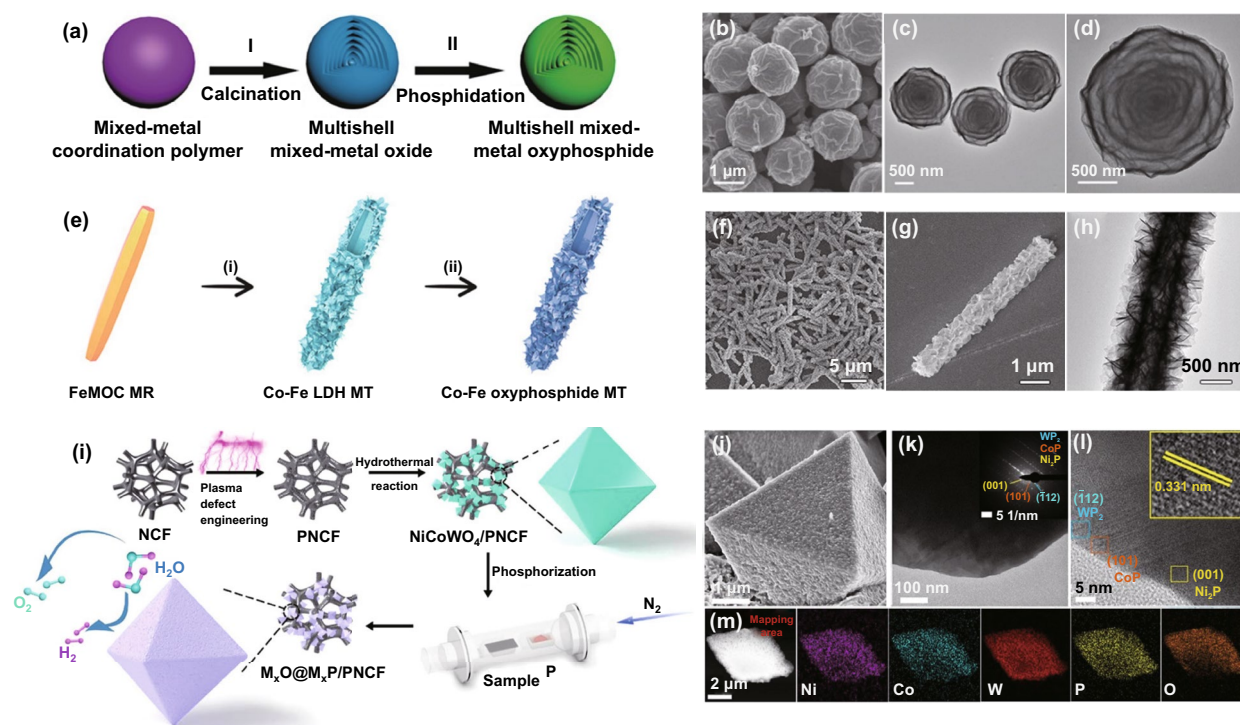 (a)
I
Calcination
II
Phosphidation
Mixed-metal
coordination polymer
Multishell
mixed-metal oxide
Multishell mixed-
metal oxyphosphide
(b)
1 µm
(c)
500 nm
(d)
500 nm
(e)
(i)
(ii)
FeMOC MR
Co-Fe LDH MT
Co-Fe oxyphosphide MT
(f)
5 µm
(g)
1 µm
(h)
500 nm
(i)
NCF
Plasma
defect
engineering
PNCF
Hydrothermal
reaction
NiCoWO₄/PNCF
Phosphorization
N₂
P
Sample
MₓO@MₓP/PNCF
H₂O
O₂
H₂
(j)
1 µm
(k)
WP₂
CoP
Ni₂P
(001)
(101)
(1̄12)
5 1/nm
100 nm
(l)
0.331 nm
(1̄12)
WP₂
(101)
CoP
(001)
Ni₂P
5 nm
(m)
Mapping
area
2 µm
Ni
Co
W
P
O